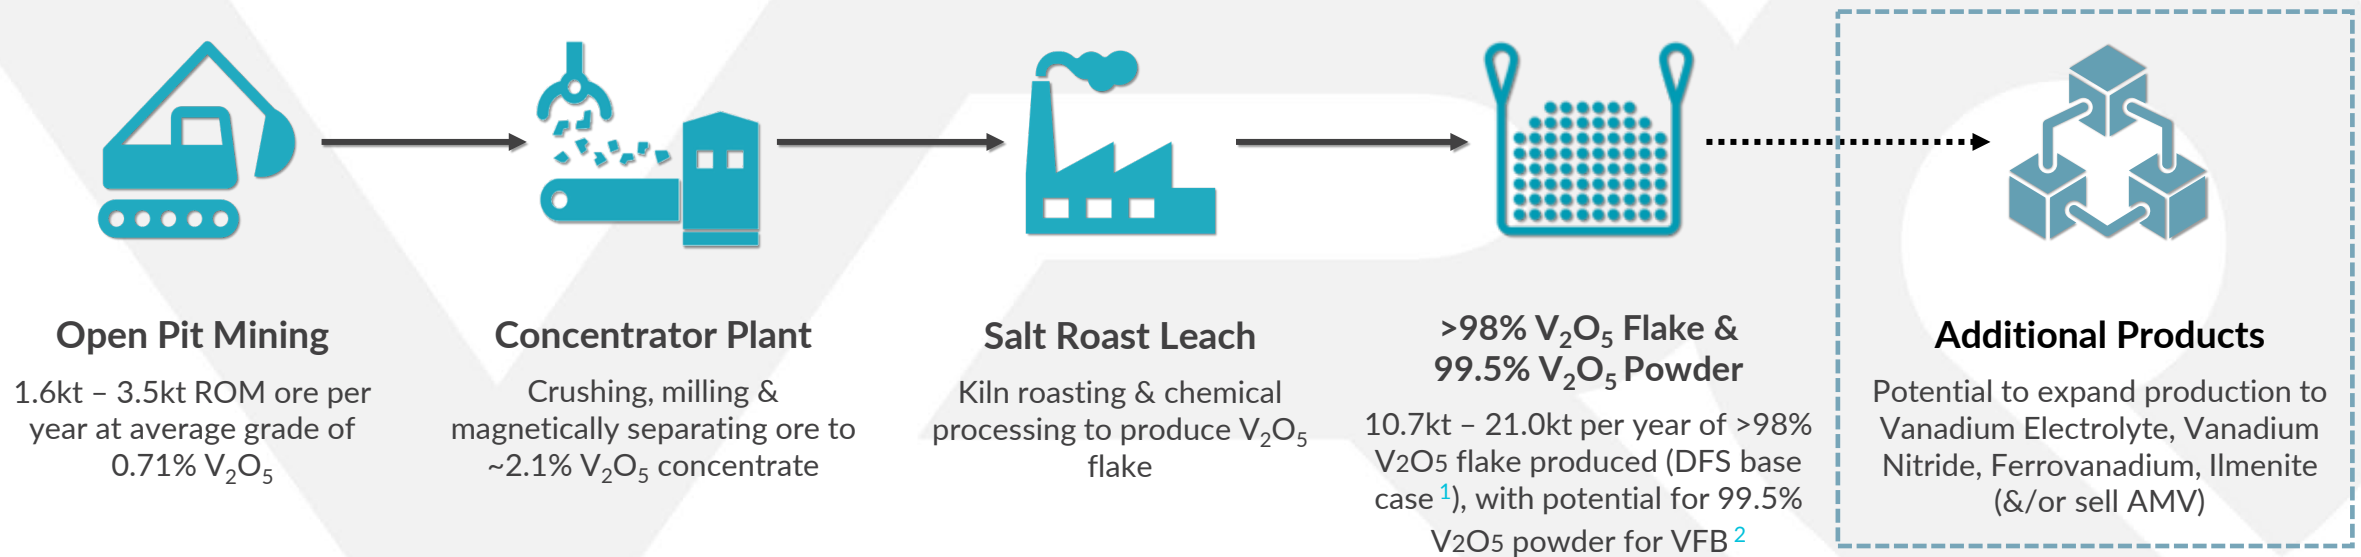 Open Pit Mining
1.6kt – 3.5kt ROM ore per
year at average grade of
0.71% V₂O₅
Concentrator Plant
Crushing, milling &
magnetically separating ore to
~2.1% V₂O₅ concentrate
Salt Roast Leach
Kiln roasting & chemical
processing to produce V₂O₅
flake
>98% V₂O₅ Flake &
99.5% V₂O₅ Powder
10.7kt – 21.0kt per year of >98%
V2O5 flake produced (DFS base
case ¹), with potential for 99.5%
V2O5 powder for VFB ²
Additional Products
Potential to expand production to
Vanadium Electrolyte, Vanadium
Nitride, Ferrovanadium, Ilmenite
(&/or sell AMV)